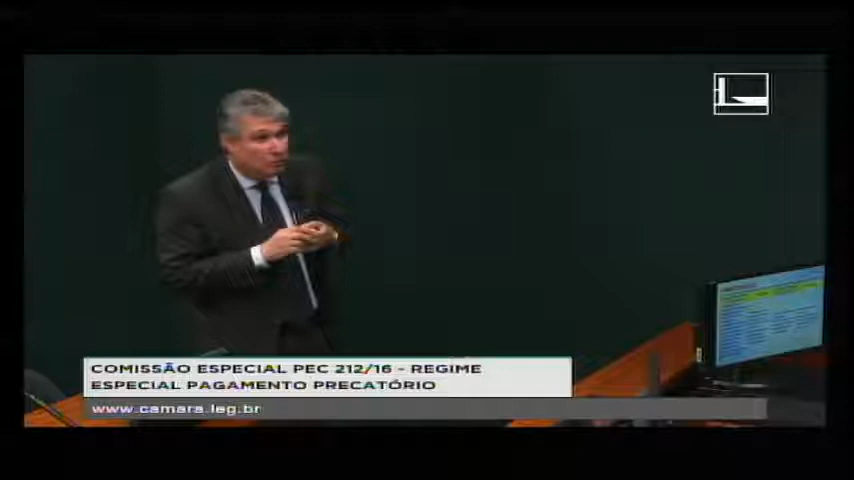 COMISSÃO ESPECIAL PEC 212/16 - REGIME
ESPECIAL PAGAMENTO PRECATÓRIO
www.camara.leg.br